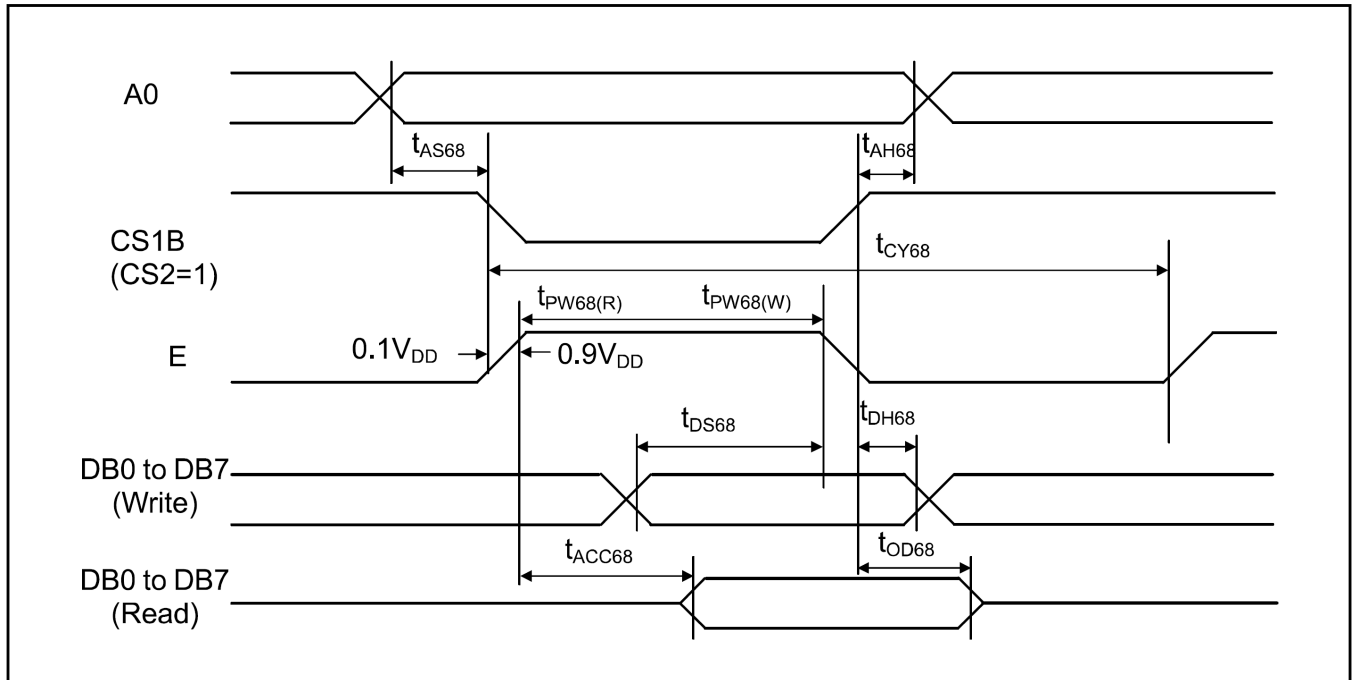 A0
tAS68
tAH68
CS1B
(CS2=1)
tCY68
tPW68(R)
tPW68(W)
E
0.1VDD
0.9VDD
tDS68
tDH68
DB0 to DB7
(Write)
tACC68
tOD68
DB0 to DB7
(Read)